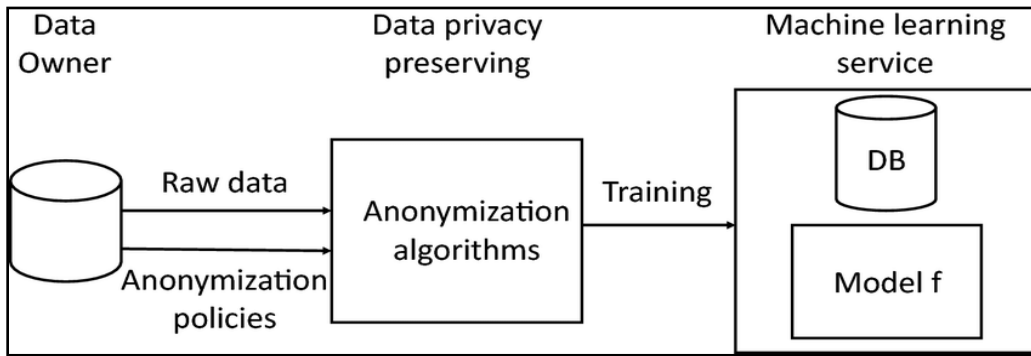 Data
Owner
Data privacy
preserving
Machine learning
service
Raw data
Anonymization
policies
Anonymization
algorithms
Training
DB
Model f